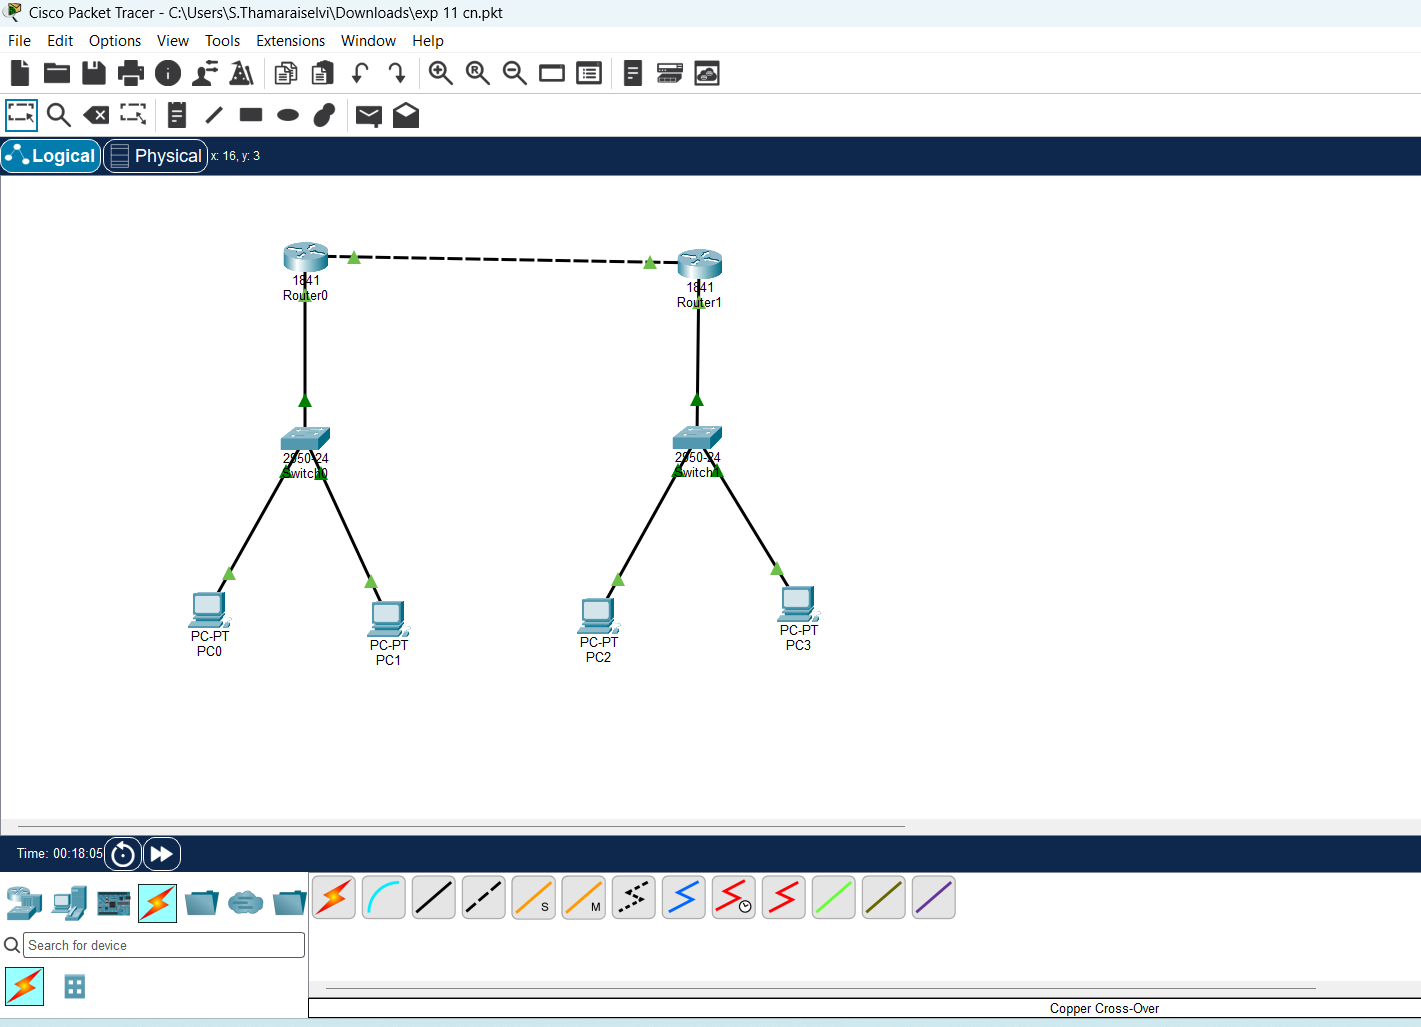 Cisco Packet Tracer - C:\Users\S.Thamaraiselvi\Downloads\exp 11 cn.pkt
File Edit Options View Tools Extensions Window Help
Logical Physical x: 16, y: 3
1841
Router0
1841
Router1
2950-24
Switch0
2950-24
Switch1
PC-PT
PC0
PC-PT
PC1
PC-PT
PC2
PC-PT
PC3
Time: 00:18:05
S
M
Search for device
Copper Cross-Over